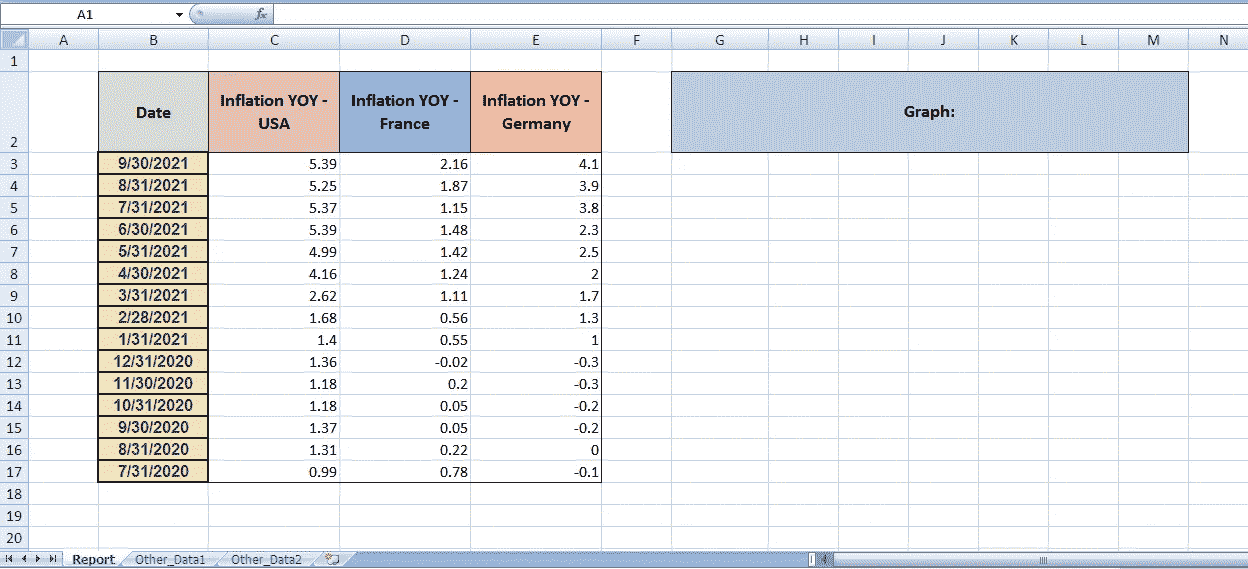 A1 fx
A B C D E F G H I J K L M N
1
2 Date Inflation YOY - USA Inflation YOY - France Inflation YOY - Germany Graph:
3 9/30/2021 5.39 2.16 4.1
4 8/31/2021 5.25 1.87 3.9
5 7/31/2021 5.37 1.15 3.8
6 6/30/2021 5.39 1.48 2.3
7 5/31/2021 4.99 1.42 2.5
8 4/30/2021 4.16 1.24 2
9 3/31/2021 2.62 1.11 1.7
10 2/28/2021 1.68 0.56 1.3
11 1/31/2021 1.4 0.55 1
12 12/31/2020 1.36 -0.02 -0.3
13 11/30/2020 1.18 0.2 -0.3
14 10/31/2020 1.18 0.05 -0.2
15 9/30/2020 1.37 0.05 -0.2
16 8/31/2020 1.31 0.22 0
17 7/31/2020 0.99 0.78 -0.1
18
19
20
Report Other_Data1 Other_Data2